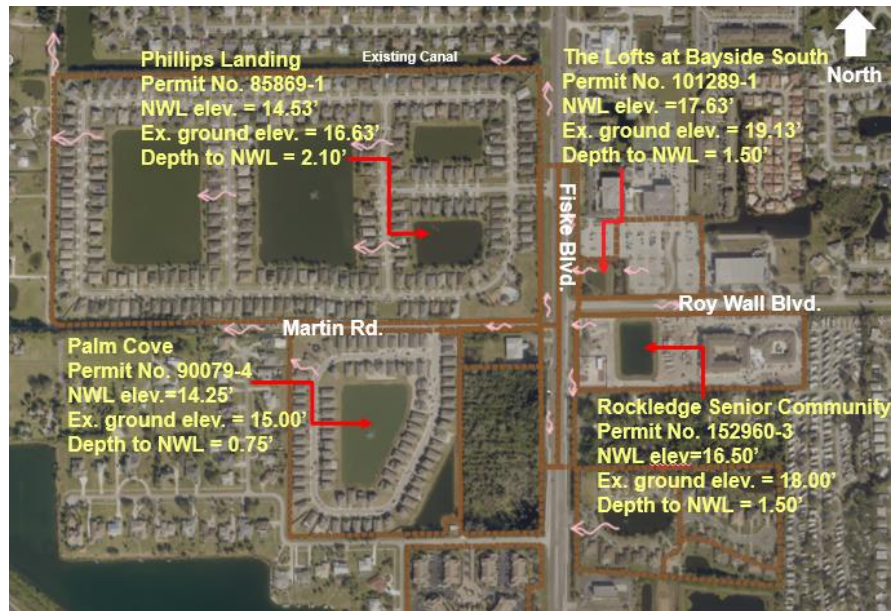 Phillips Landing
Permit No. 85869-1
NWL elev. = 14.53'
Ex. ground elev. = 16.63'
Depth to NWL = 2.10'
Existing Canal
The Lofts at Bayside South
Permit No. 101289-1
NWL elev. =17.63'
Ex. ground elev. = 19.13'
Depth to NWL = 1.50'
North
Fiske Blvd.
Roy Wall Blvd.
Martin Rd.
Palm Cove
Permit No. 90079-4
NWL elev.=14.25'
Ex. ground elev. = 15.00'
Depth to NWL = 0.75'
Rockledge Senior Community
Permit No. 152960-3
NWL elev=16.50'
Ex. ground elev. = 18.00'
Depth to NWL = 1.50'